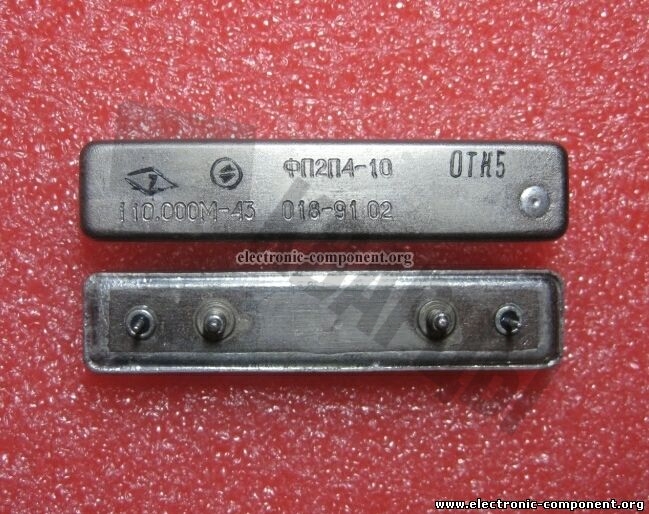 ФП2П4-10 ОТК5
110.000М-43 018-91.02
electronic-component.org
www.electronic-component.org